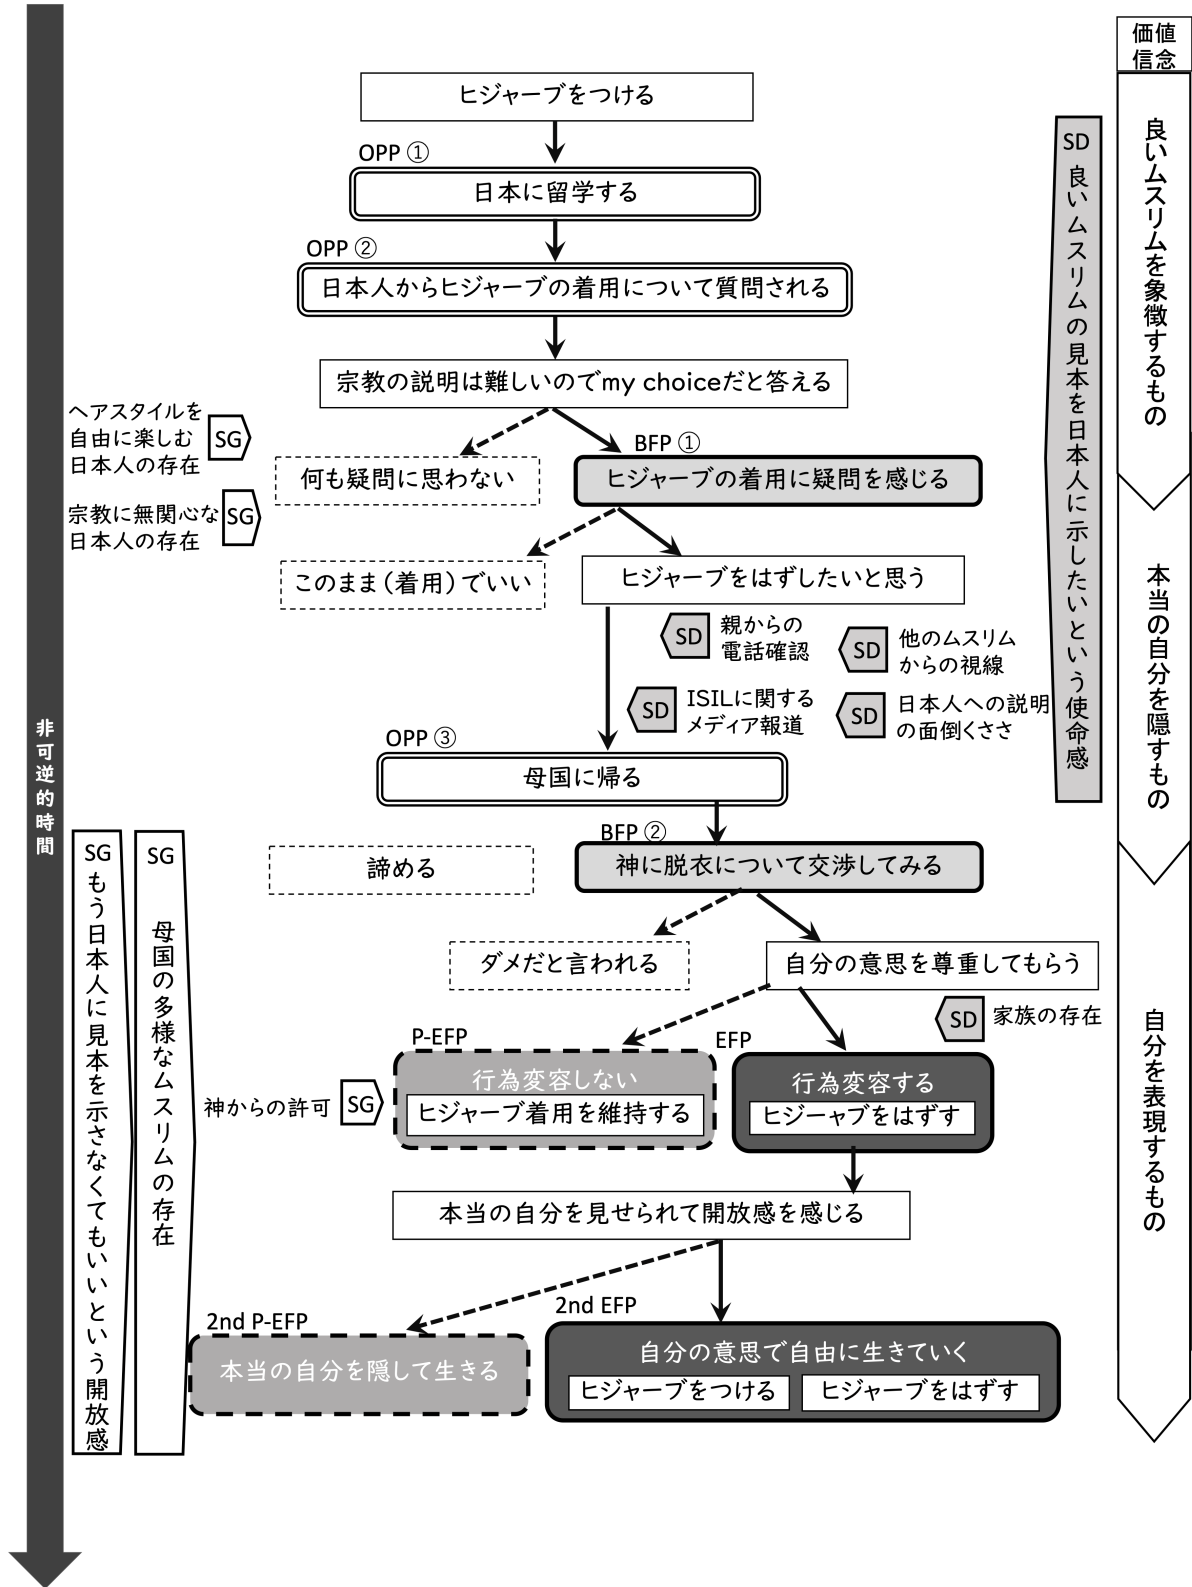 価値
信念
ヒジャーブをつける
OPP ①
日本に留学する
OPP ②
日本人からヒジャーブの着用について質問される
宗教の説明は難しいのでmy choiceだと答える
ヘアスタイルを
自由に楽しむ
日本人の存在
SG
BFP ①
何も疑問に思わない
ヒジャーブの着用に疑問を感じる
宗教に無関心な
日本人の存在
SG
このまま(着用)でいい
ヒジャーブをはずしたいと思う
SD
親からの
電話確認
SD
他のムスリム
からの視線
SD
ISILに関する
メディア報道
SD
日本人への説明
の面倒くささ
OPP ③
母国に帰る
BFP ②
諦める
神に脱衣について交渉してみる
ダメだと言われる
自分の意思を尊重してもらう
SD
家族の存在
P-EFP
EFP
行為変容しない
ヒジャーブ着用を維持する
行為変容する
ヒジーャブをはずす
神からの許可
SG
本当の自分を見せられて開放感を感じる
2nd P-EFP
2nd EFP
本当の自分を隠して生きる
自分の意思で自由に生きていく
ヒジャーブをつける
ヒジャーブをはずす
非可逆的時間
SG
もう日本人に見本を示さなくてもいいという開放感
SG
母国の多様なムスリムの存在
SD
良いムスリムの見本を日本人に示したいという使命感
良いムスリムを象徴するもの
本当の自分を隠すもの
自分を表現するもの